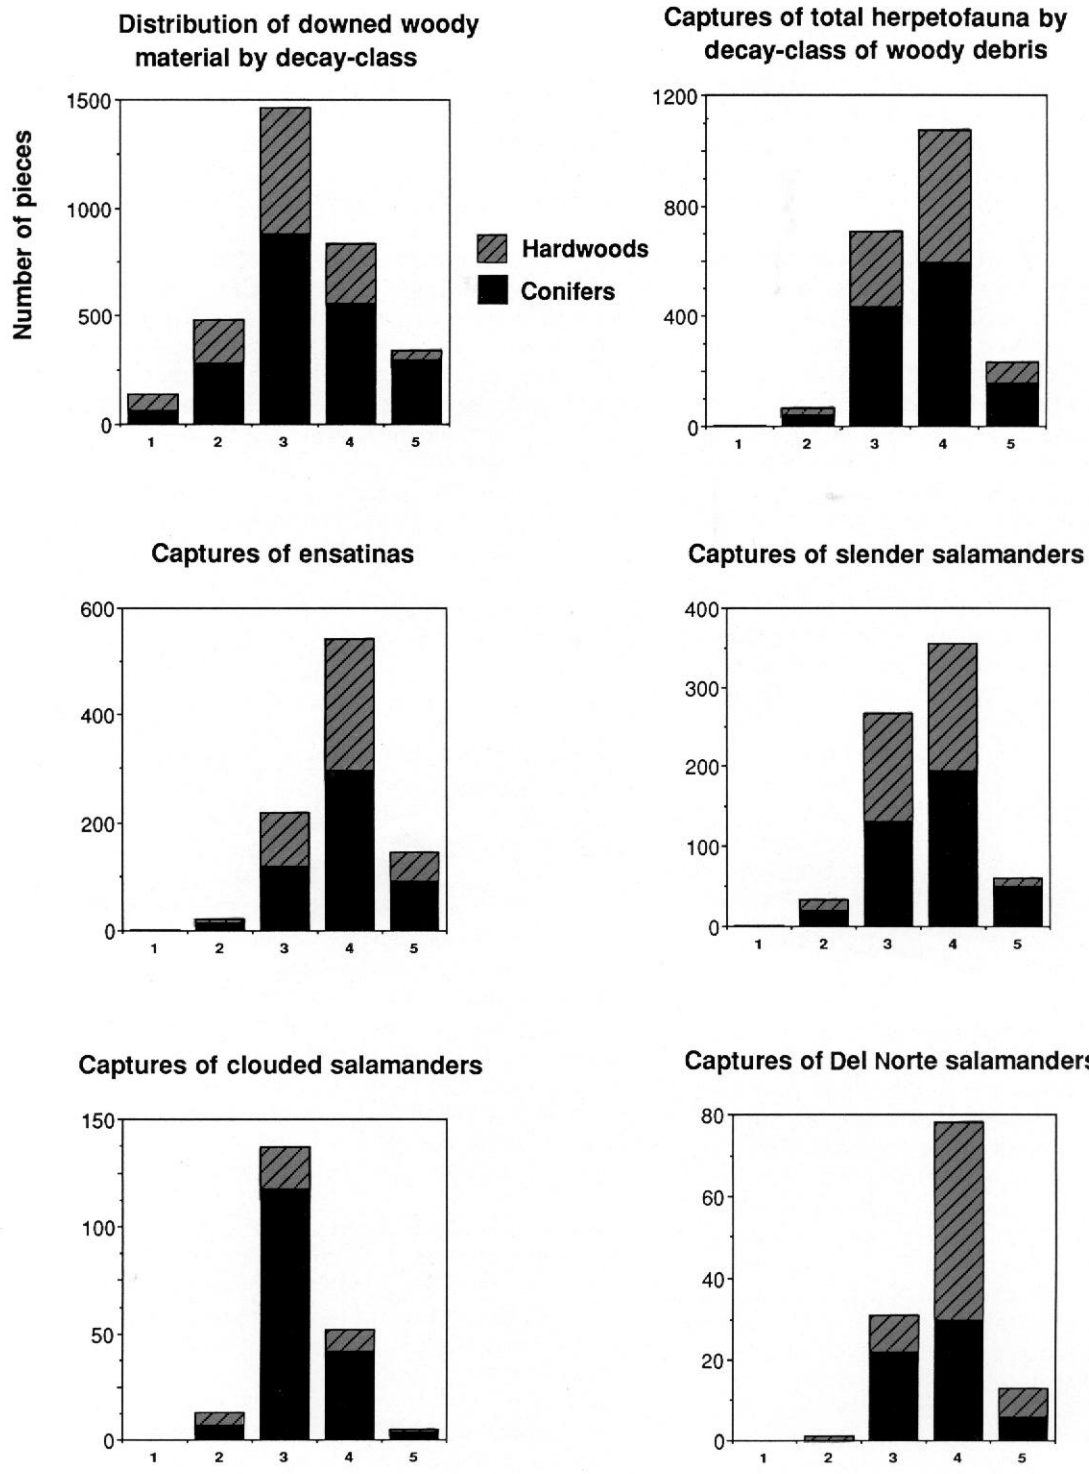 Distribution of downed woody
material by decay-class
1500
1000
500
0
1 2 3 4 5
Number of pieces
Hardwoods
Conifers
Captures of total herpetofauna by
decay-class of woody debris
1200
800
400
0
1 2 3 4 5
Captures of ensatinas
600
400
200
0
1 2 3 4 5
Captures of slender salamanders
400
300
200
100
0
1 2 3 4 5
Captures of clouded salamanders
150
100
50
0
1 2 3 4 5
Captures of Del Norte salamanders
80
60
40
20
0
1 2 3 4 5